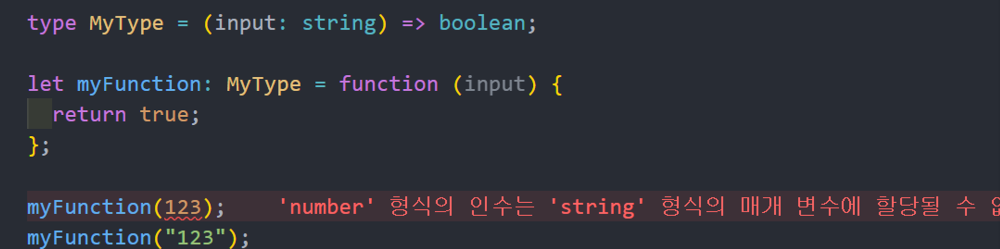 type MyType = (input: string) => boolean;
let myFunction: MyType = function (input) {
return true;
};
myFunction(123); 'number' 형식의 인수는 'string' 형식의 매개 변수에 할당될 수
myFunction("123");